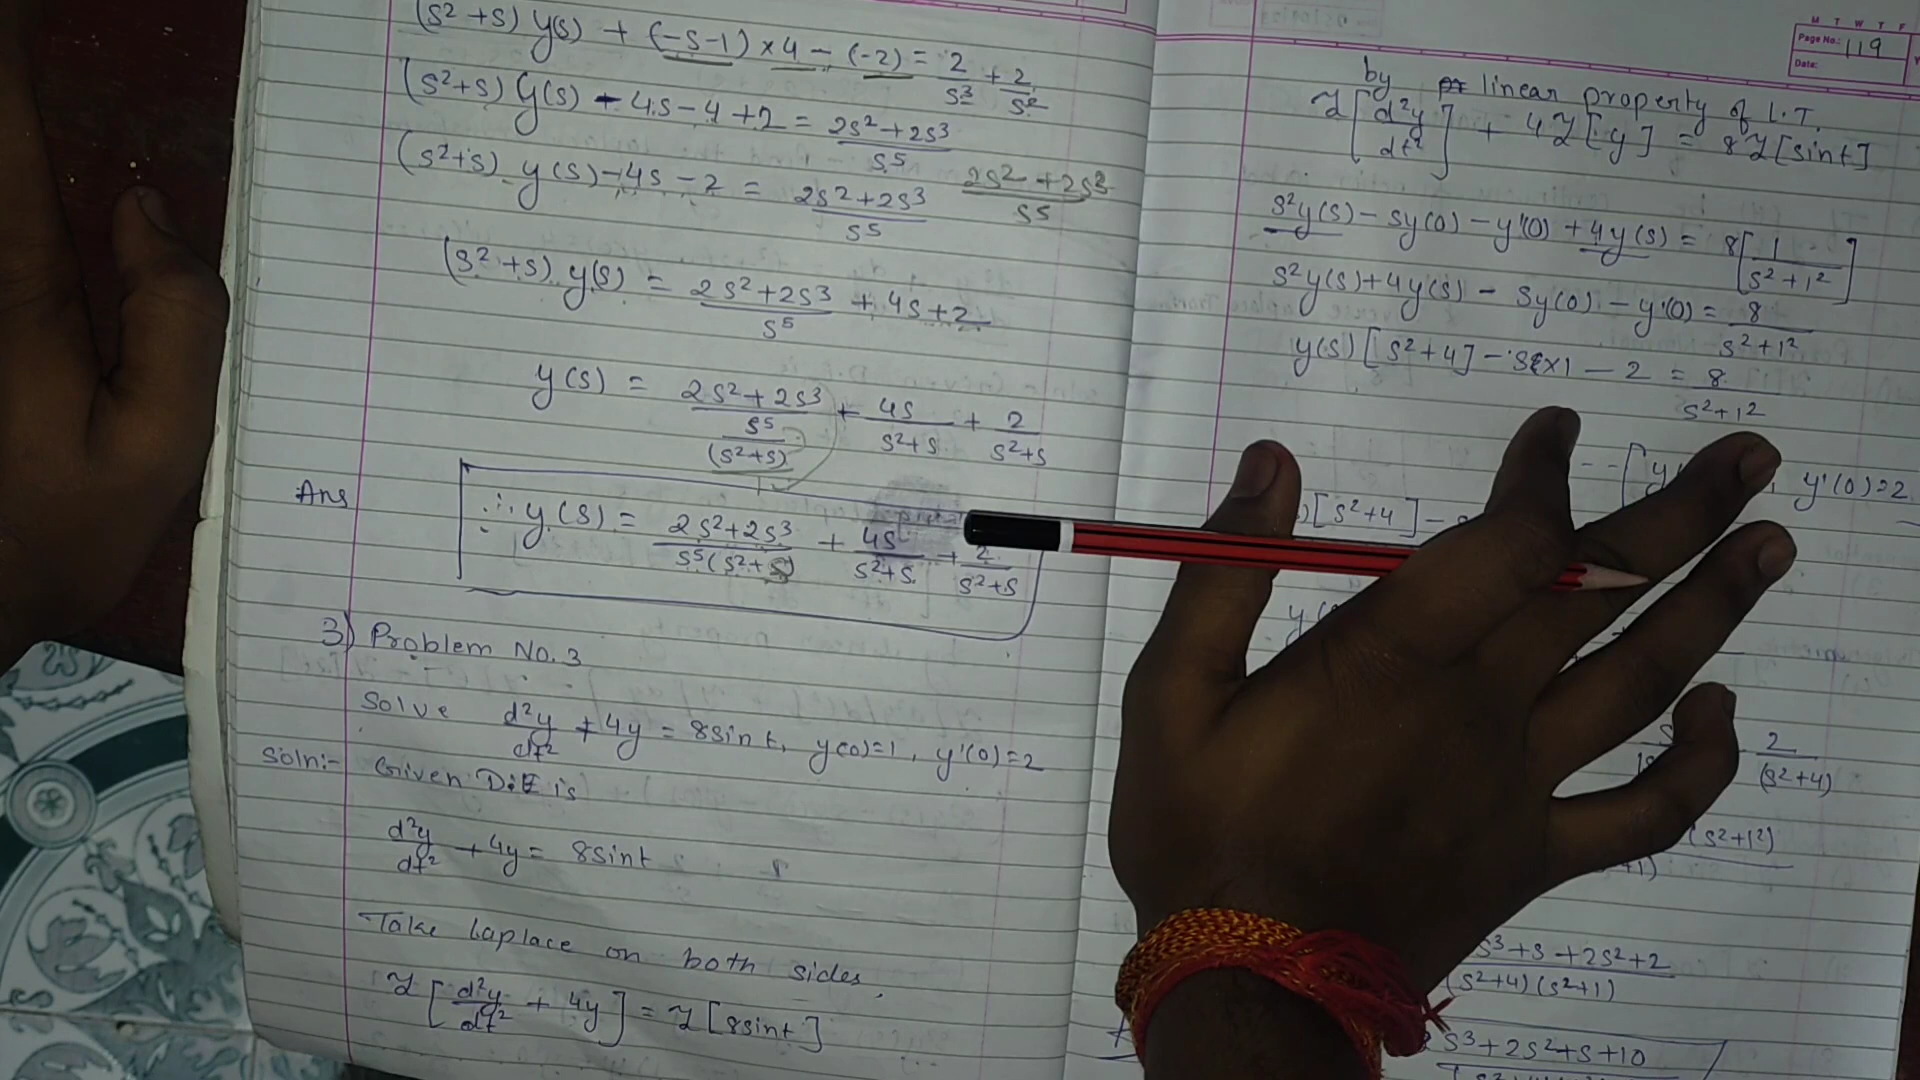 (s² + s) y(s) + (-s-1) × 4 - (-2) = 2/s³ + 2/s²
(s²+s) y(s) - 4s - 4 + 2 = 2s² + 2s³ / s⁵
(s²+s) y(s) - 4s - 2 = 2s² + 2s³ / s⁵ 2s² + 2s³ / s⁵
(s² + s) y(s) = 2s² + 2s³ / s⁵ + 4s + 2
y(s) = 2s² + 2s³ / s⁵ / (s² + s) + 4s / s² + s + 2 / s² + s
Ans ∴ y(s) = 2s² + 2s³ / s⁵(s² + s) + 4s / s² + s + 2 / s² + s
3) Problem No. 3
Solve d²y/dt² + 4y = 8sint, y(0)=1, y'(0)=2
Soln:- Given D.E is
d²y/dt² + 4y = 8sint
Take Laplace on both sides,
ℒ[d²y/dt² + 4y] = ℒ[8sint]
M T W T F
Page No.: 119
Date:
by linear property of L.T.
ℒ[d²y/dt²] + 4ℒ[y] = 8ℒ[sint]
s²y(s) - sy(0) - y'(0) + 4y(s) = 8[1 / s² + 1²]
s²y(s) + 4y(s) - sy(0) - y'(0) = 8 / s² + 1²
y(s)[s² + 4] - s×1 - 2 = 8 / s² + 1²
y'(0)=2
[s² + 4] -
2 / (s² + 4)
(s² + 1²)
s³ + s + 2s² + 2 / (s² + 4)(s² + 1)
s³ + 2s² + s + 10